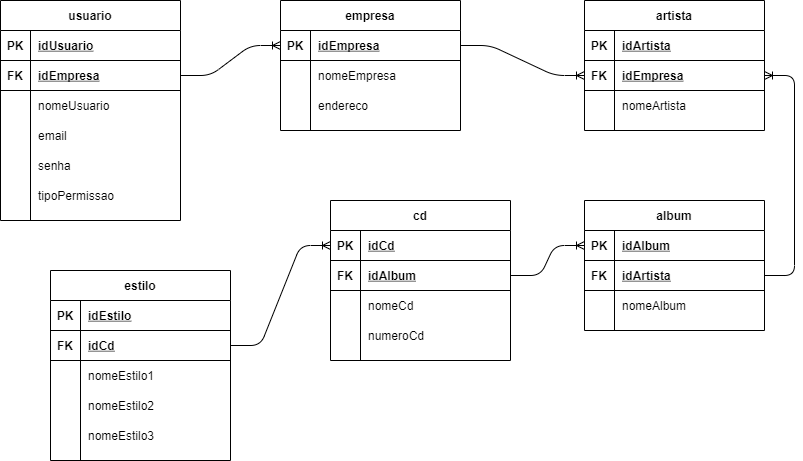 usuario
PK idUsuario
FK idEmpresa
nomeUsuario
email
senha
tipoPermissao
empresa
PK idEmpresa
nomeEmpresa
endereco
artista
PK idArtista
FK idEmpresa
nomeArtista
estilo
PK idEstilo
FK idCd
nomeEstilo1
nomeEstilo2
nomeEstilo3
cd
PK idCd
FK idAlbum
nomeCd
numeroCd
album
PK idAlbum
FK idArtista
nomeAlbum